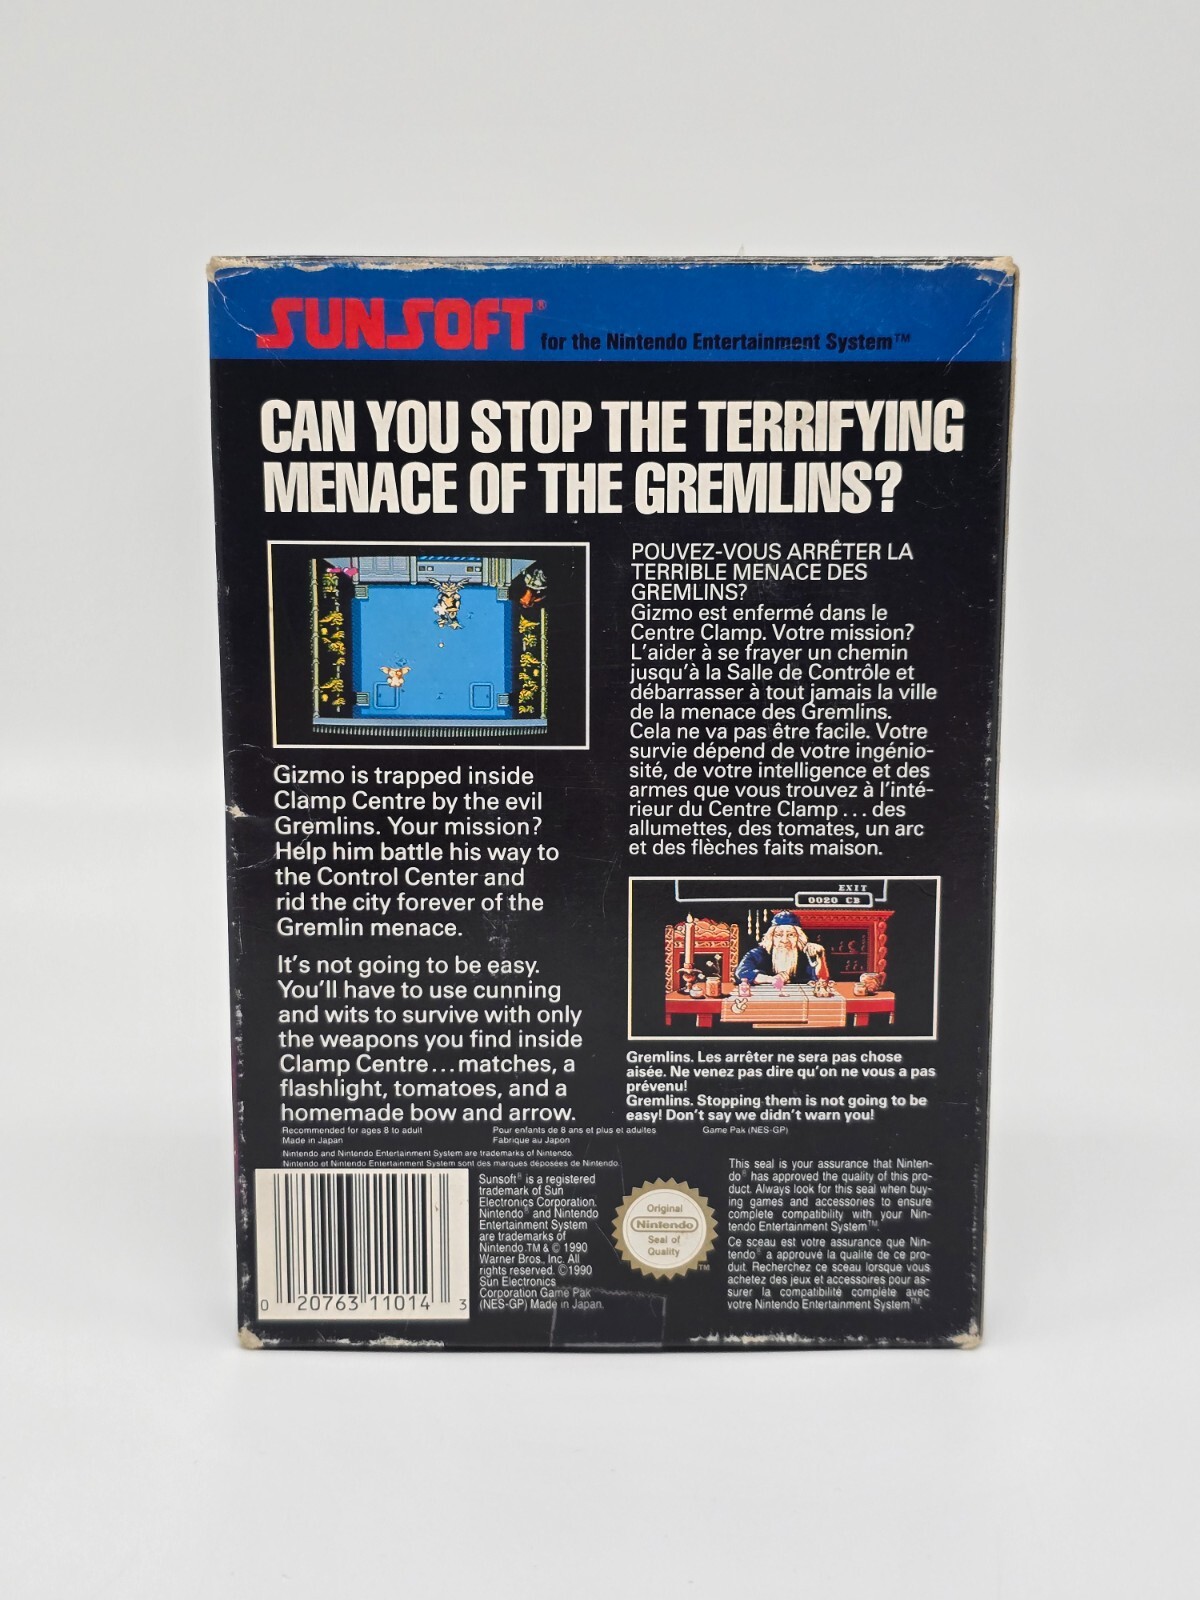 SUNSOFT® for the Nintendo Entertainment System™
CAN YOU STOP THE TERRIFYING
MENACE OF THE GREMLINS?
Gizmo is trapped inside
Clamp Centre by the evil
Gremlins. Your mission?
Help him battle his way to
the Control Center and
rid the city forever of the
Gremlin menace.
It's not going to be easy.
You'll have to use cunning
and wits to survive with only
the weapons you find inside
Clamp Centre...matches, a
flashlight, tomatoes, and a
homemade bow and arrow.
POUVEZ-VOUS ARRÊTER LA
TERRIBLE MENACE DES
GREMLINS?
Gizmo est enfermé dans le
Centre Clamp. Votre mission?
L'aider à se frayer un chemin
jusqu'à la Salle de Contrôle et
débarrasser à tout jamais la ville
de la menace des Gremlins.
Cela ne va pas être facile. Votre
survie dépend de votre ingénio-
sité, de votre intelligence et des
armes que vous trouvez à l'inté-
rieur du Centre Clamp...des
allumettes, des tomates, un arc
et des flèches faits maison.
EXIT
0020 CB
Gremlins. Les arrêter ne sera pas chose
aisée. Ne venez pas dire qu'on ne vous a pas
prévenu!
Gremlins. Stopping them is not going to be
easy! Don't say we didn't warn you!
Recommended for ages 8 to adult
Made in Japan
Pour enfants de 8 ans et plus et adultes
Fabrique au Japon
Game Pak (NES-GP)
Nintendo and Nintendo Entertainment System are trademarks of Nintendo.
Nintendo et Nintendo Entertainment System sont des marques déposées de Nintendo.
0 20763 11014 3
Sunsoft® is a registered
trademark of Sun
Electronics Corporation.
Nintendo® and Nintendo
Entertainment System
are trademarks of
Nintendo.TM & © 1990
Warner Bros., Inc. All
rights reserved. ©1990
Sun Electronics
Corporation Game Pak
(NES-GP) Made in Japan.
Original
Nintendo
Seal of
Quality
TM
This seal is your assurance that Ninten-
do® has approved the quality of this pro-
duct. Always look for this seal when buy-
ing games and accessories to ensure
complete compatibility with your Nin-
tendo Entertainment System™.
Ce sceau est votre assurance que Nin-
tendo® a approuvé la qualité de ce pro-
duit. Recherchez ce sceau lorsque vous
achetez des jeux et accessoires pour as-
surer la compatibilité complète avec
votre Nintendo Entertainment System™.